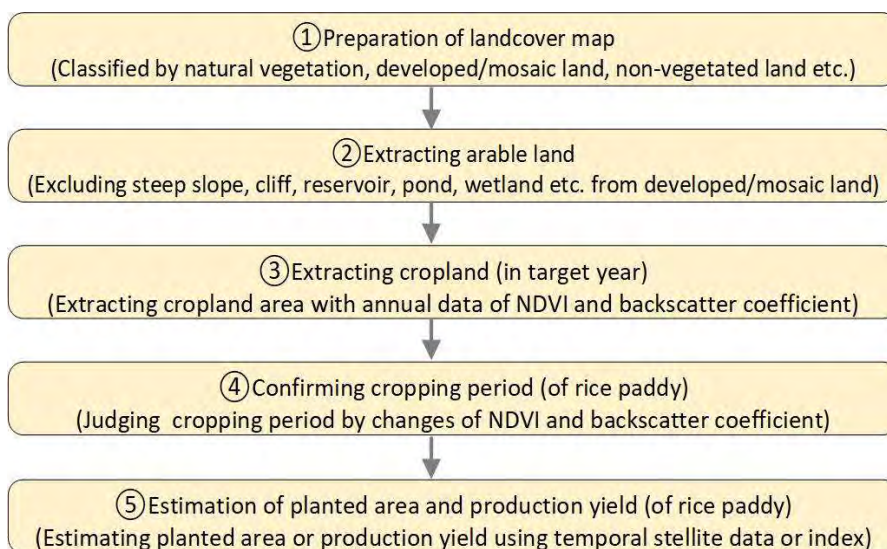 ①Preparation of landcover map
(Classified by natural vegetation, developed/mosaic land, non-vegetated land etc.)
②Extracting arable land
(Excluding steep slope, cliff, reservoir, pond, wetland etc. from developed/mosaic land)
③Extracting cropland (in target year)
(Extracting cropland area with annual data of NDVI and backscatter coefficient)
④Confirming cropping period (of rice paddy)
(Judging cropping period by changes of NDVI and backscatter coefficient)
⑤Estimation of planted area and production yield (of rice paddy)
(Estimating planted area or production yield using temporal stellite data or index)